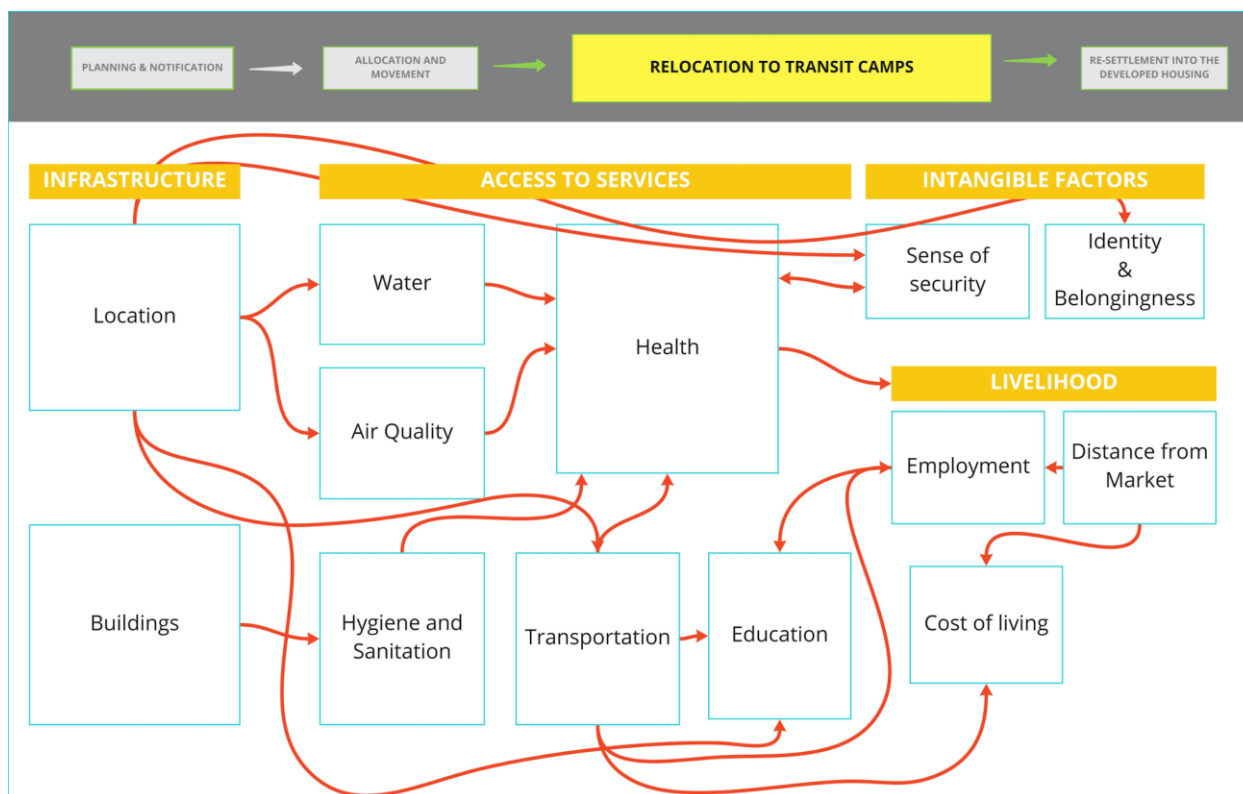 PLANNING & NOTIFICATION
ALLOCATION AND
MOVEMENT
RELOCATION TO TRANSIT CAMPS
RE-SETTLEMENT INTO THE
DEVELOPED HOUSING
INFRASTRUCTURE
ACCESS TO SERVICES
INTANGIBLE FACTORS
Location
Water
Air Quality
Health
Sense of
security
Identity
&
Belongingness
LIVELIHOOD
Employment
Distance from
Market
Buildings
Hygiene and
Sanitation
Transportation
Education
Cost of living